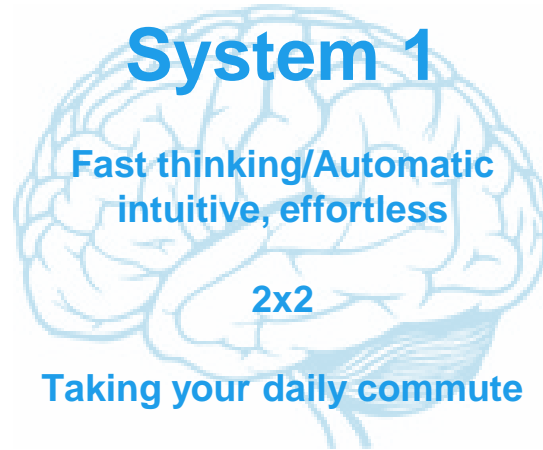 System 1
Fast thinking/Automatic
intuitive, effortless
2x2
Taking your daily commute